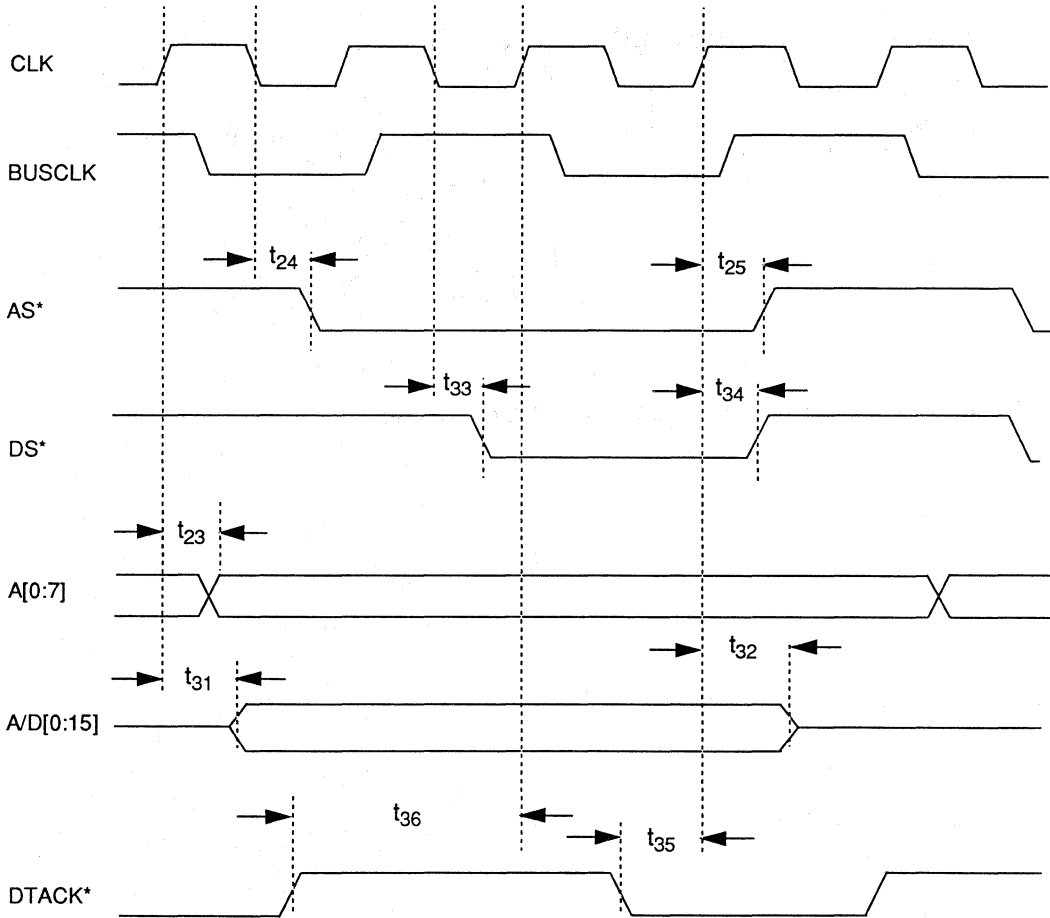 CLK
BUSCLK
t24
t25
AS*
t33
t34
DS*
t23
A[0:7]
t32
t31
A/D[0:15]
t36
t35
DTACK*